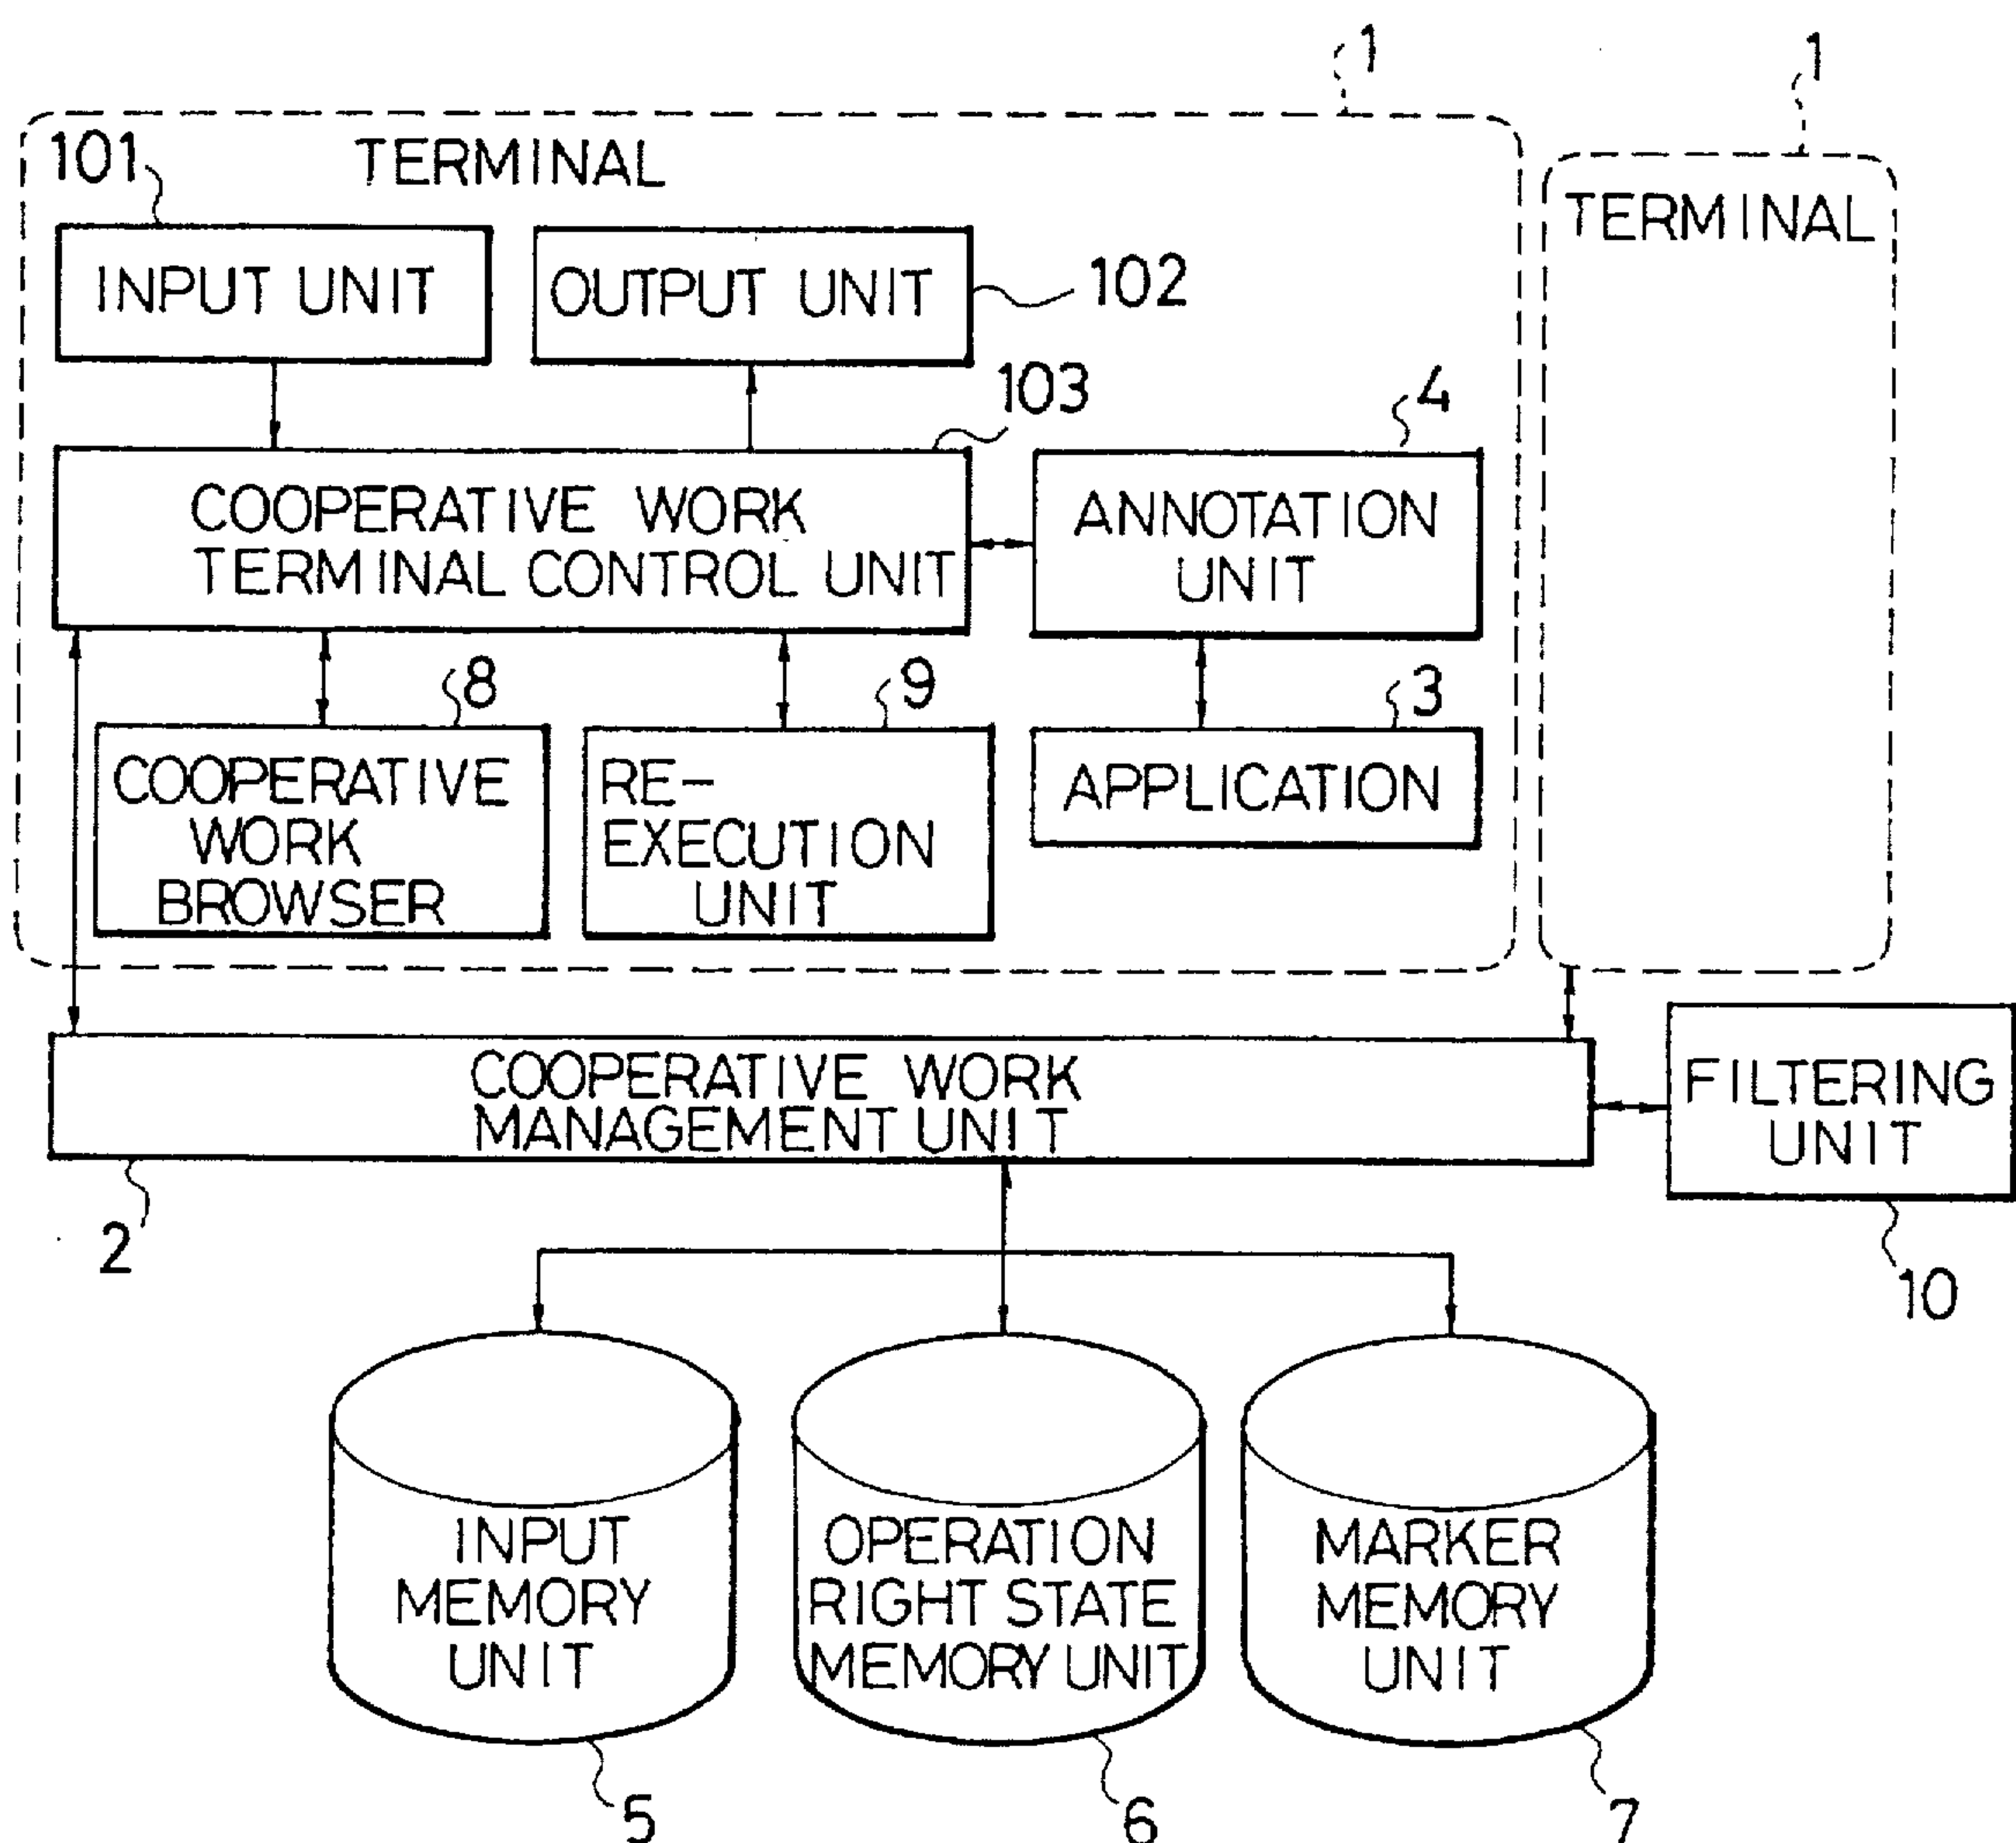 1
1
101
TERMINAL
TERMINAL
INPUT UNIT
OUTPUT UNIT
102
103
4
COOPERATIVE WORK
TERMINAL CONTROL UNIT
ANNOTATION
UNIT
8
9
3
COOPERATIVE
WORK
BROWSER
RE-
EXECUTION
UNIT
APPLICATION
COOPERATIVE WORK
MANAGEMENT UNIT
FILTERING
UNIT
2
10
INPUT
MEMORY
UNIT
OPERATION
RIGHT STATE
MEMORY UNIT
MARKER
MEMORY
UNIT
5
6
7